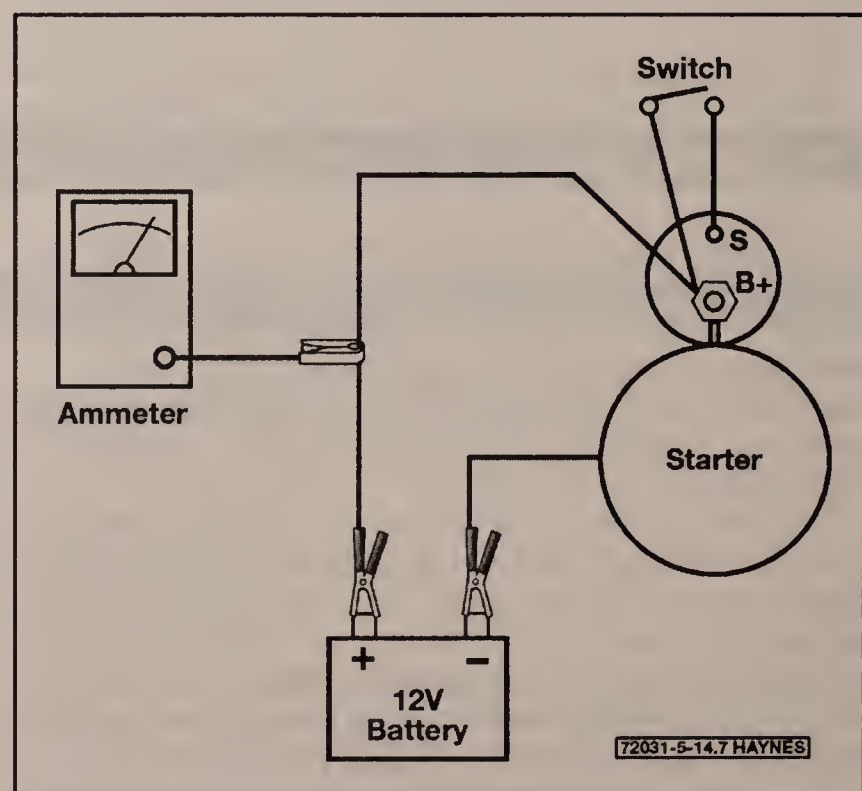 Switch
S
B+
Ammeter
Starter
+ −
12V
Battery
72031-5-14.7 HAYNES